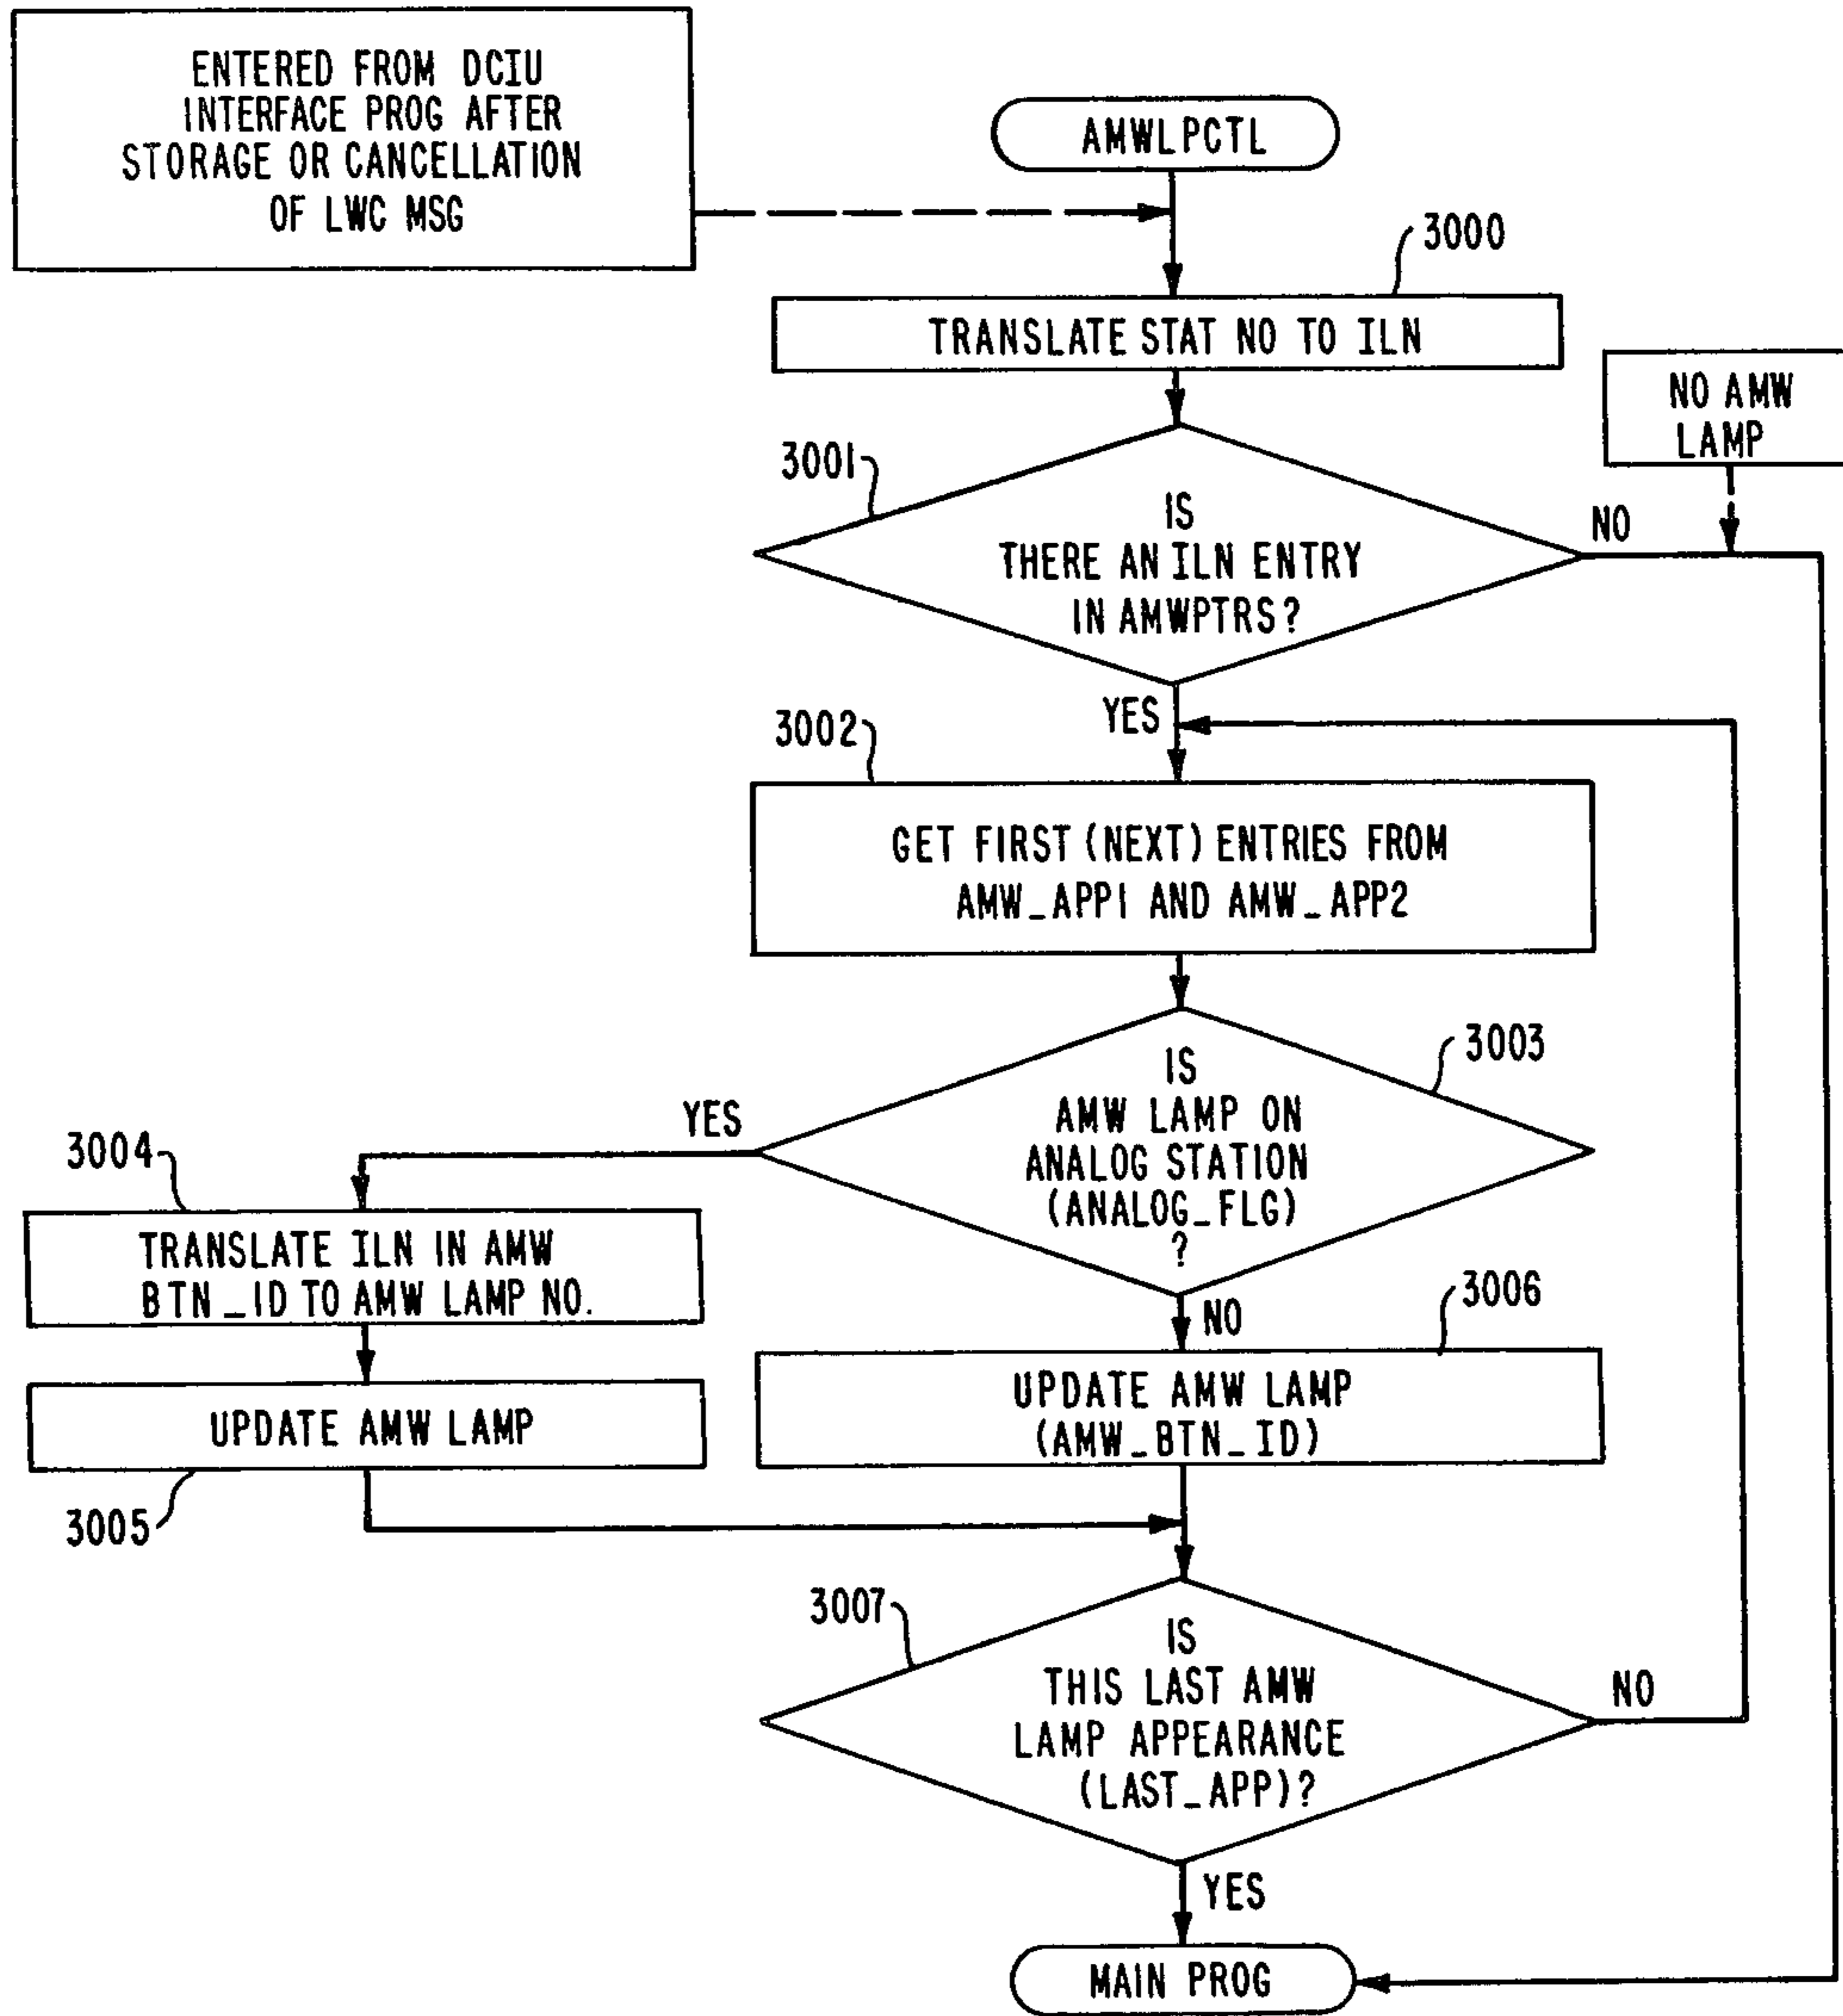 ENTERED FROM DCIU
INTERFACE PROG AFTER
STORAGE OR CANCELLATION
OF LWC MSG
AMWLPCTL
3000
TRANSLATE STAT NO TO ILN
NO AMW
LAMP
3001
IS
THERE AN ILN ENTRY
IN AMWPTRS?
NO
YES
3002
GET FIRST (NEXT) ENTRIES FROM
AMW_APP1 AND AMW_APP2
3003
IS
AMW LAMP ON
ANALOG STATION
(ANALOG_FLG)
?
YES
3004
TRANSLATE ILN IN AMW
BTN_ID TO AMW LAMP NO.
NO
3006
UPDATE AMW LAMP
3005
UPDATE AMW LAMP
(AMW_BTN_ID)
3007
IS
THIS LAST AMW
LAMP APPEARANCE
(LAST_APP)?
NO
YES
MAIN PROG